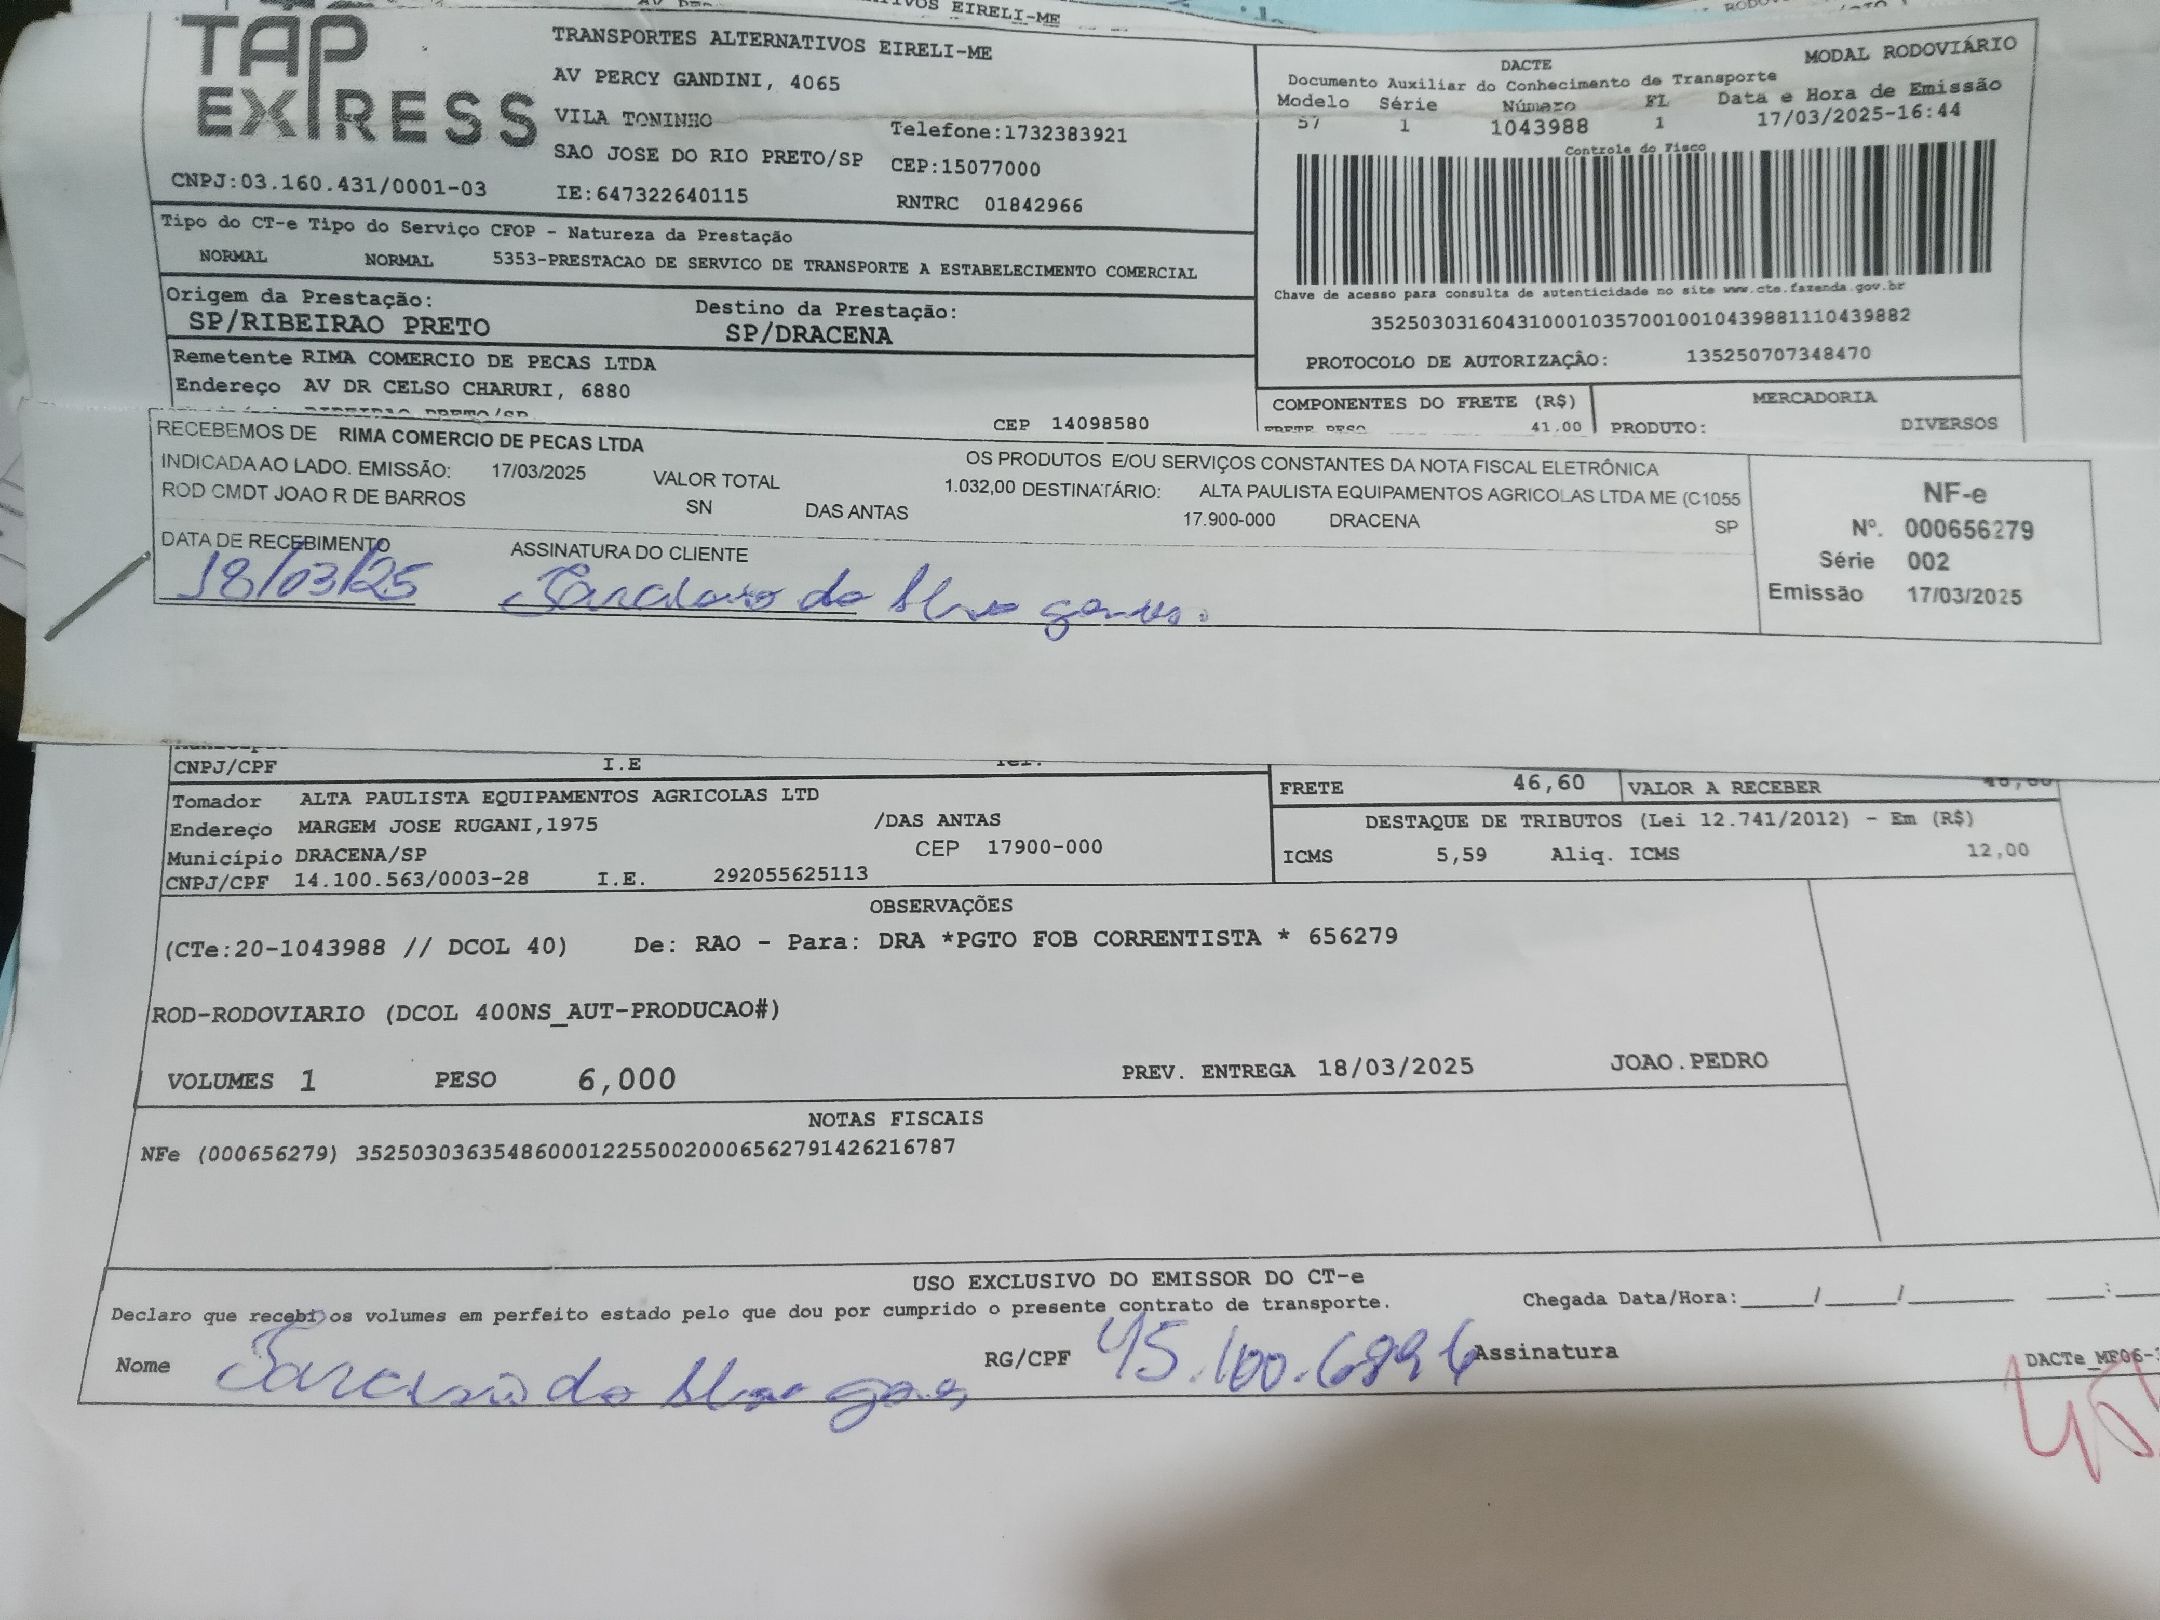 TAP
EXPRESS
TRANSPORTES ALTERNATIVOS EIRELI-ME
AV PERCY GANDINI, 4065
VILA TONINHO
Telefone:1732383921
SAO JOSE DO RIO PRETO/SP CEP:15077000
CNPJ:03.160.431/0001-03 IE:647322640115 RNTRC 01842966
DACTE MODAL RODOVIÁRIO
Documento Auxiliar do Conhecimento de Transporte
Modelo Série Número FL Data e Hora de Emissão
57 1 1043988 1 17/03/2025-16:44
Controle do Fisco
Chave de acesso para consulta de autenticidade no site www.cte.fazenda.gov.br
35250303160431000103570010010439881110439882
PROTOCOLO DE AUTORIZAÇÃO: 135250707348470
Tipo do CT-e Tipo do Serviço CFOP - Natureza da Prestação
NORMAL NORMAL 5353-PRESTACAO DE SERVICO DE TRANSPORTE A ESTABELECIMENTO COMERCIAL
Origem da Prestação: Destino da Prestação:
SP/RIBEIRAO PRETO SP/DRACENA
Remetente RIMA COMERCIO DE PECAS LTDA
Endereço AV DR CELSO CHARURI, 6880
RIBEIRAO PRETO/SP CEP 14098580
COMPONENTES DO FRETE (R$) MERCADORIA
FRETE PESO 41,00 PRODUTO: DIVERSOS
RECEBEMOS DE RIMA COMERCIO DE PECAS LTDA OS PRODUTOS E/OU SERVIÇOS CONSTANTES DA NOTA FISCAL ELETRÔNICA
INDICADA AO LADO. EMISSÃO: 17/03/2025 VALOR TOTAL 1.032,00 DESTINATÁRIO: ALTA PAULISTA EQUIPAMENTOS AGRICOLAS LTDA ME (C1055
ROD CMDT JOAO R DE BARROS SN DAS ANTAS 17.900-000 DRACENA SP
DATA DE RECEBIMENTO ASSINATURA DO CLIENTE
18/03/25
NF-e
Nº. 000656279
Série 002
Emissão 17/03/2025
CNPJ/CPF I.E
FRETE 46,60 VALOR A RECEBER 46,60
Tomador ALTA PAULISTA EQUIPAMENTOS AGRICOLAS LTD
Endereço MARGEM JOSE RUGANI,1975 /DAS ANTAS
Município DRACENA/SP CEP 17900-000
CNPJ/CPF 14.100.563/0003-28 I.E. 292055625113
DESTAQUE DE TRIBUTOS (Lei 12.741/2012) - Em (R$)
ICMS 5,59 Aliq. ICMS 12,00
OBSERVAÇÕES
(CTe:20-1043988 // DCOL 40) De: RAO - Para: DRA *PGTO FOB CORRENTISTA * 656279
ROD-RODOVIARIO (DCOL 400NS_AUT-PRODUCAO#)
VOLUMES 1 PESO 6,000 PREV. ENTREGA 18/03/2025 JOAO.PEDRO
NOTAS FISCAIS
NFe (000656279) 35250303635486000122550020006562791426216787
USO EXCLUSIVO DO EMISSOR DO CT-e
Declaro que recebi os volumes em perfeito estado pelo que dou por cumprido o presente contrato de transporte. Chegada Data/Hora:____/____/______ ____:
Nome RG/CPF 45.100.689 6 Assinatura